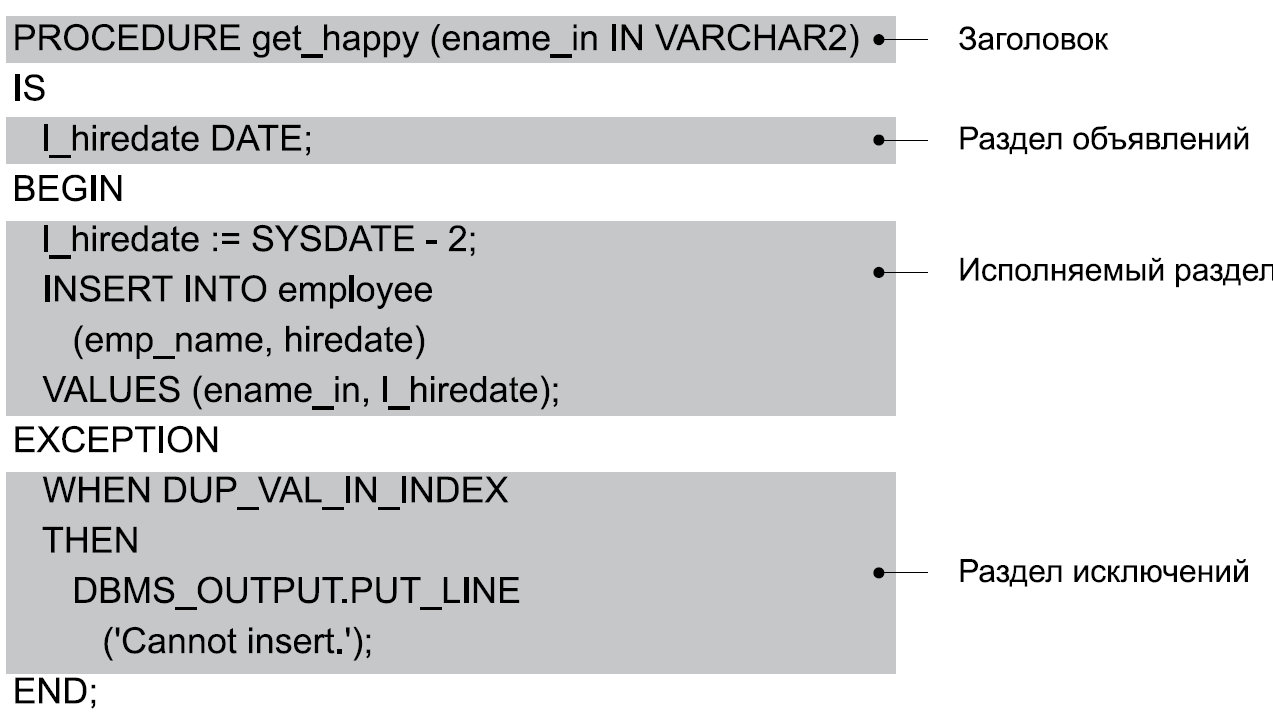 PROCEDURE get_happy (ename_in IN VARCHAR2) Заголовок
IS
l_hiredate DATE; Раздел объявлений
BEGIN
l_hiredate := SYSDATE - 2;
Исполняемый раздел
INSERT INTO employee
(emp_name, hiredate)
VALUES (ename_in, l_hiredate);
EXCEPTION
WHEN DUP_VAL_IN_INDEX
THEN
Раздел исключений
DBMS_OUTPUT.PUT_LINE
('Cannot insert.');
END;